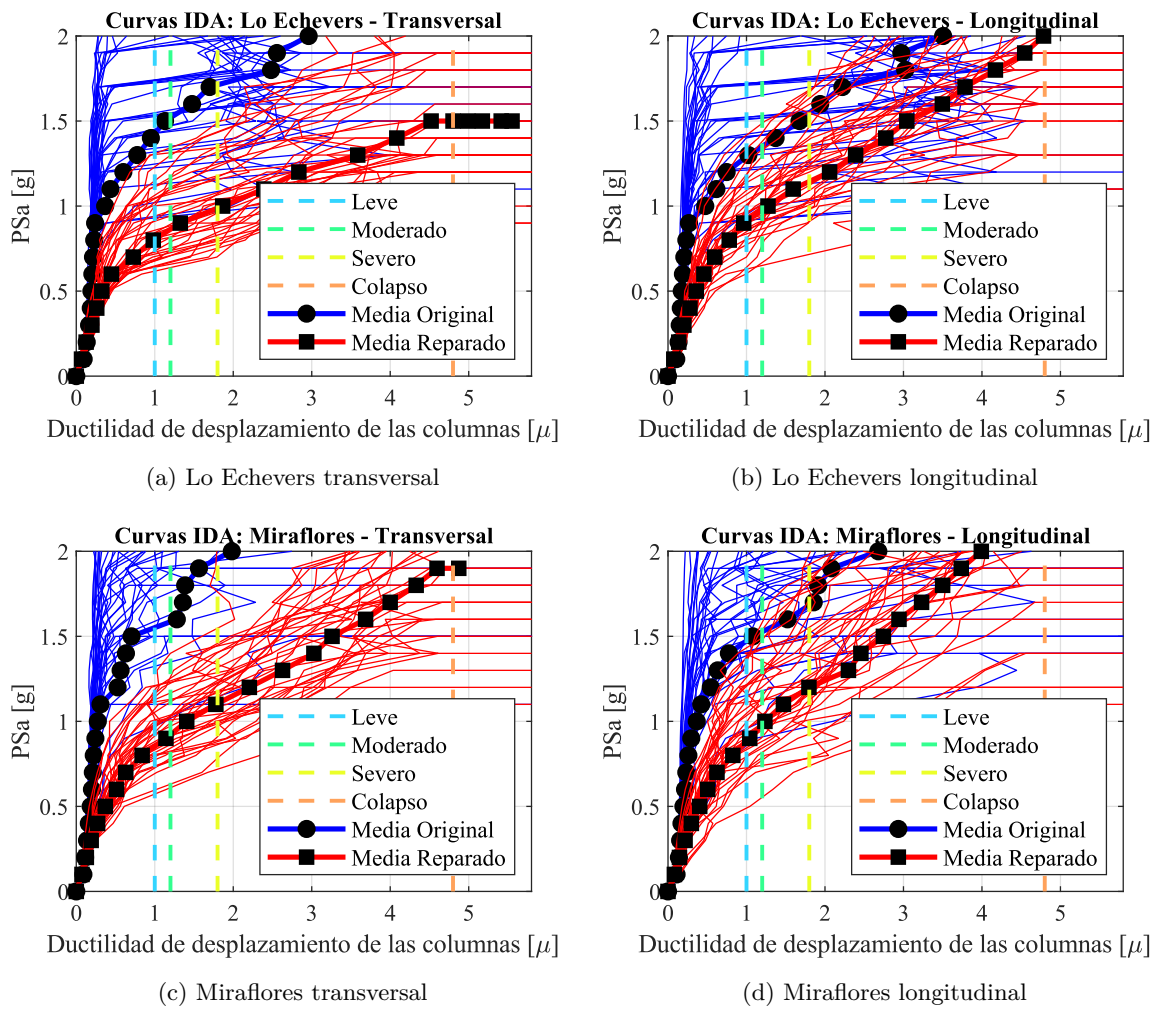 Curvas IDA: Lo Echevers - Transversal
2
1.5
1
0.5
0
PSa [g]
Leve
Moderado
Severo
Colapso
Media Original
Media Reparado
0 1 2 3 4 5
Ductilidad de desplazamiento de las columnas [μ]
(a) Lo Echevers transversal
Curvas IDA: Lo Echevers - Longitudinal
2
1.5
1
0.5
0
PSa [g]
Leve
Moderado
Severo
Colapso
Media Original
Media Reparado
0 1 2 3 4 5
Ductilidad de desplazamiento de las columnas [μ]
(b) Lo Echevers longitudinal
Curvas IDA: Miraflores - Transversal
2
1.5
1
0.5
0
PSa [g]
Leve
Moderado
Severo
Colapso
Media Original
Media Reparado
0 1 2 3 4 5
Ductilidad de desplazamiento de las columnas [μ]
(c) Miraflores transversal
Curvas IDA: Miraflores - Longitudinal
2
1.5
1
0.5
0
PSa [g]
Leve
Moderado
Severo
Colapso
Media Original
Media Reparado
0 1 2 3 4 5
Ductilidad de desplazamiento de las columnas [μ]
(d) Miraflores longitudinal